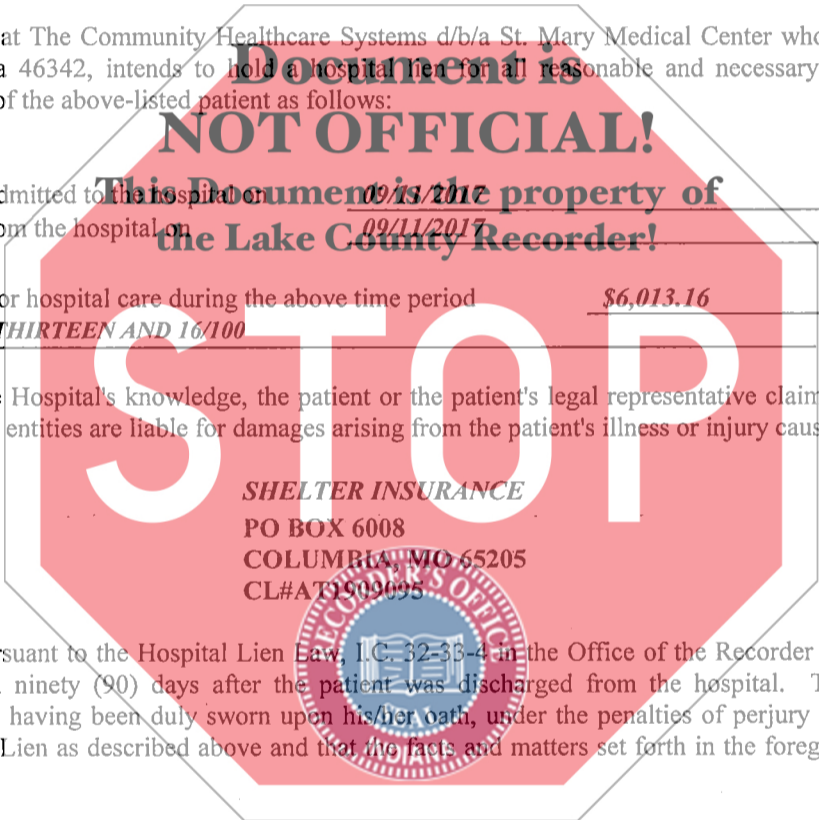 at The Community Healthcare Systems d/b/a St. Mary Medical Center who
a 46342, intends to hold a hospital lien for all reasonable and necessary
Document is
of the above-listed patient as follows:
NOT OFFICIAL!
dmitted to the hospital on 09/11/2017
This Document is the property of
om the hospital on 09/11/2017
the Lake County Recorder!
or hospital care during the above time period $6,013.16
THIRTEEN AND 16/100
STOP
Hospital's knowledge, the patient or the patient's legal representative claim
entities are liable for damages arising from the patient's illness or injury caus
SHELTER INSURANCE
PO BOX 6008
COLUMBIA, MO 65205
CL#AT1909095
RECORDER'S OFFICE
suant to the Hospital Lien Law, I.C. 32-33-4 in the Office of the Recorder
ninety (90) days after the patient was discharged from the hospital. T
having been duly sworn upon his/her oath, under the penalties of perjury
Lien as described above and that the facts and matters set forth in the foreg
INDIANA